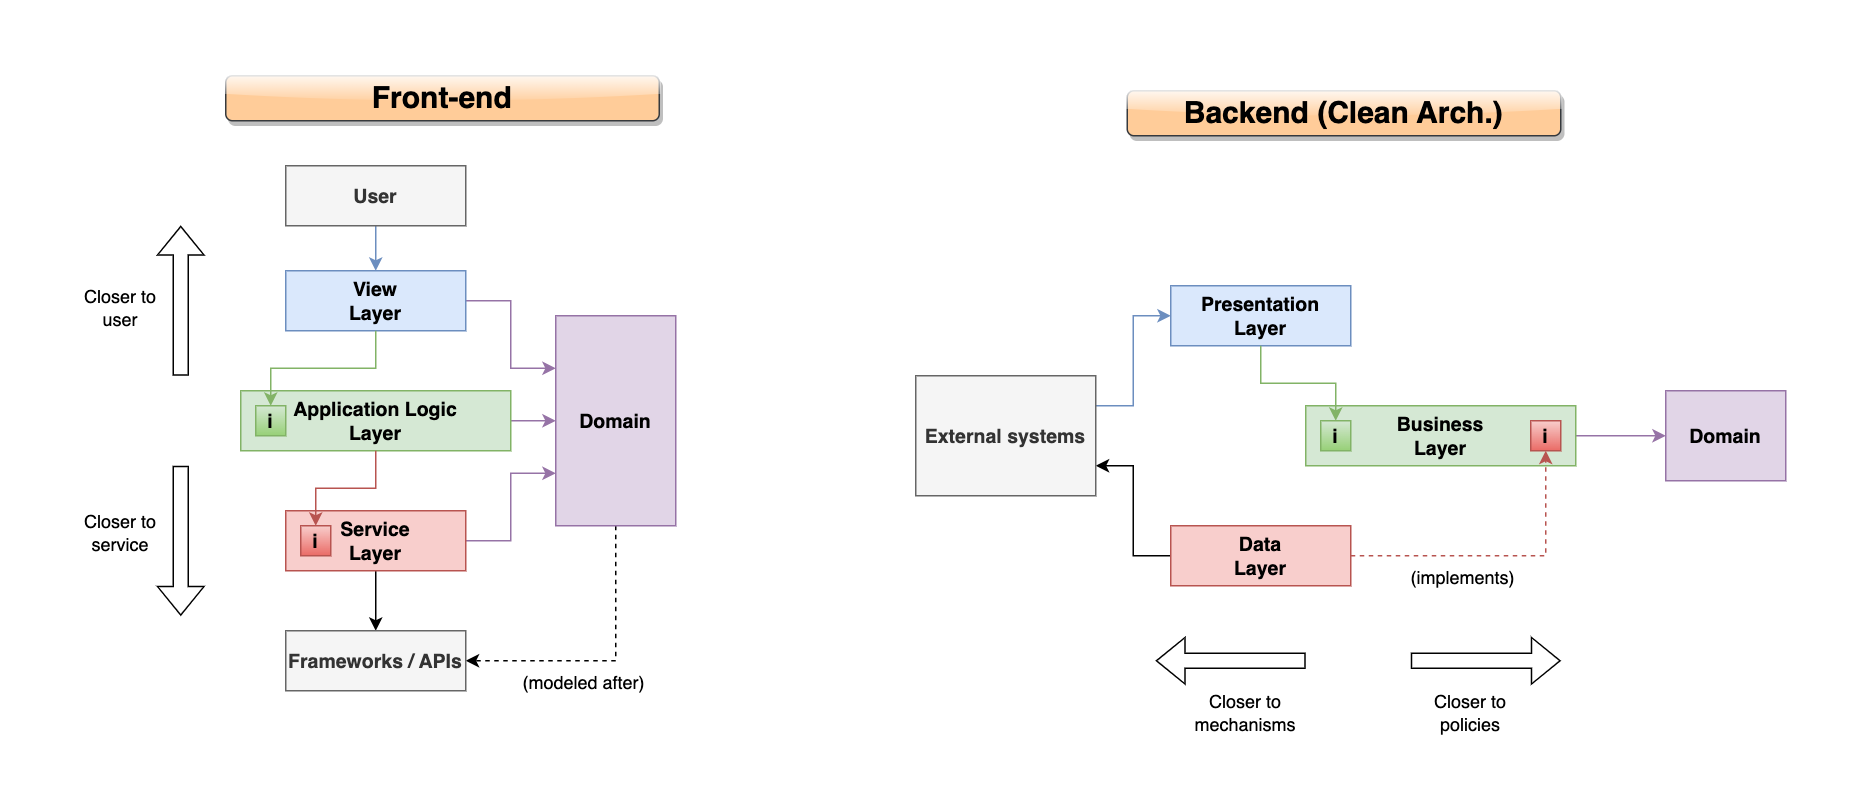 Front-end
User
View
Layer
Closer to
user
i
Application Logic
Layer
Domain
Closer to
service
i
Service
Layer
Frameworks / APIs
(modeled after)
Backend (Clean Arch.)
Presentation
Layer
External systems
i
Business
Layer
i
Domain
Data
Layer
(implements)
Closer to
mechanisms
Closer to
policies